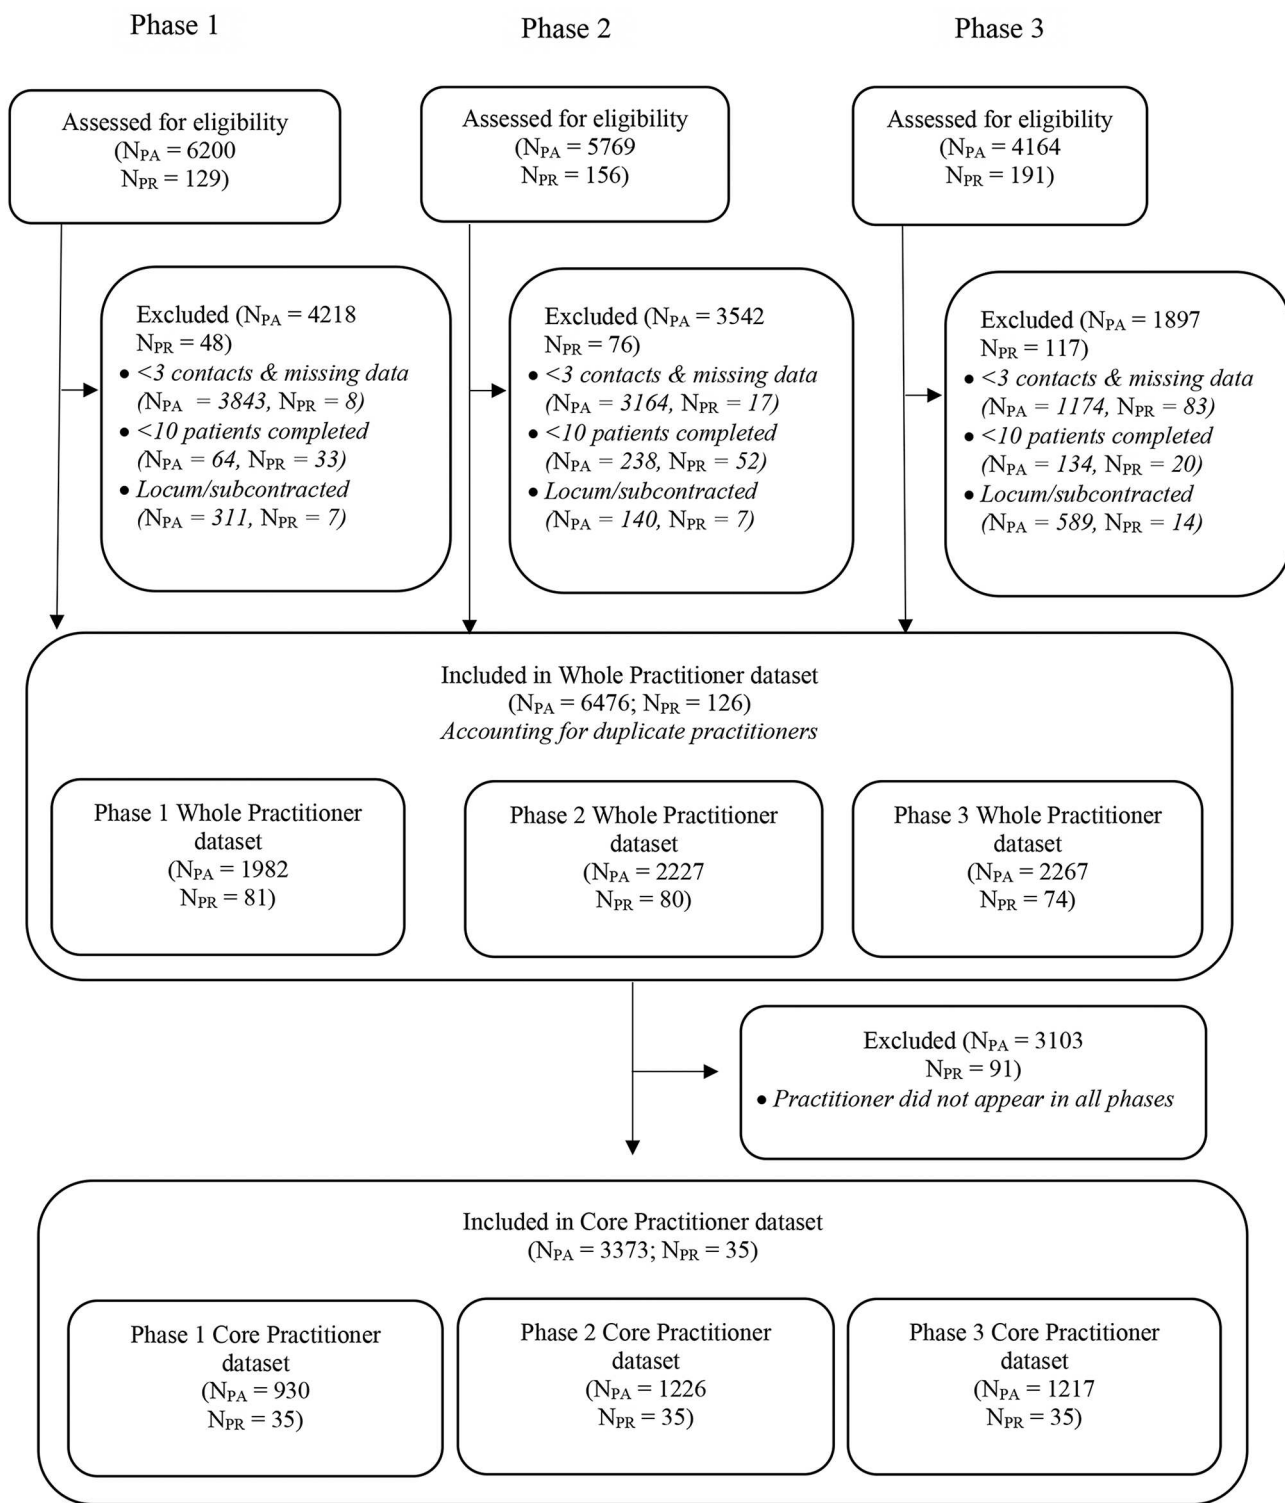 Phase 1
Phase 2
Phase 3
Assessed for eligibility
(NPA = 6200
NPR = 129)
Assessed for eligibility
(NPA = 5769
NPR = 156)
Assessed for eligibility
(NPA = 4164
NPR = 191)
Excluded (NPA = 4218
NPR = 48)
• <3 contacts & missing data
(NPA = 3843, NPR = 8)
• <10 patients completed
(NPA = 64, NPR = 33)
• Locum/subcontracted
(NPA = 311, NPR = 7)
Excluded (NPA = 3542
NPR = 76)
• <3 contacts & missing data
(NPA = 3164, NPR = 17)
• <10 patients completed
(NPA = 238, NPR = 52)
• Locum/subcontracted
(NPA = 140, NPR = 7)
Excluded (NPA = 1897
NPR = 117)
• <3 contacts & missing data
(NPA = 1174, NPR = 83)
• <10 patients completed
(NPA = 134, NPR = 20)
• Locum/subcontracted
(NPA = 589, NPR = 14)
Included in Whole Practitioner dataset
(NPA = 6476; NPR = 126)
Accounting for duplicate practitioners
Phase 1 Whole Practitioner
dataset
(NPA = 1982
NPR = 81)
Phase 2 Whole Practitioner
dataset
(NPA = 2227
NPR = 80)
Phase 3 Whole Practitioner
dataset
(NPA = 2267
NPR = 74)
Excluded (NPA = 3103
NPR = 91)
• Practitioner did not appear in all phases
Included in Core Practitioner dataset
(NPA = 3373; NPR = 35)
Phase 1 Core Practitioner
dataset
(NPA = 930
NPR = 35)
Phase 2 Core Practitioner
dataset
(NPA = 1226
NPR = 35)
Phase 3 Core Practitioner
dataset
(NPA = 1217
NPR = 35)